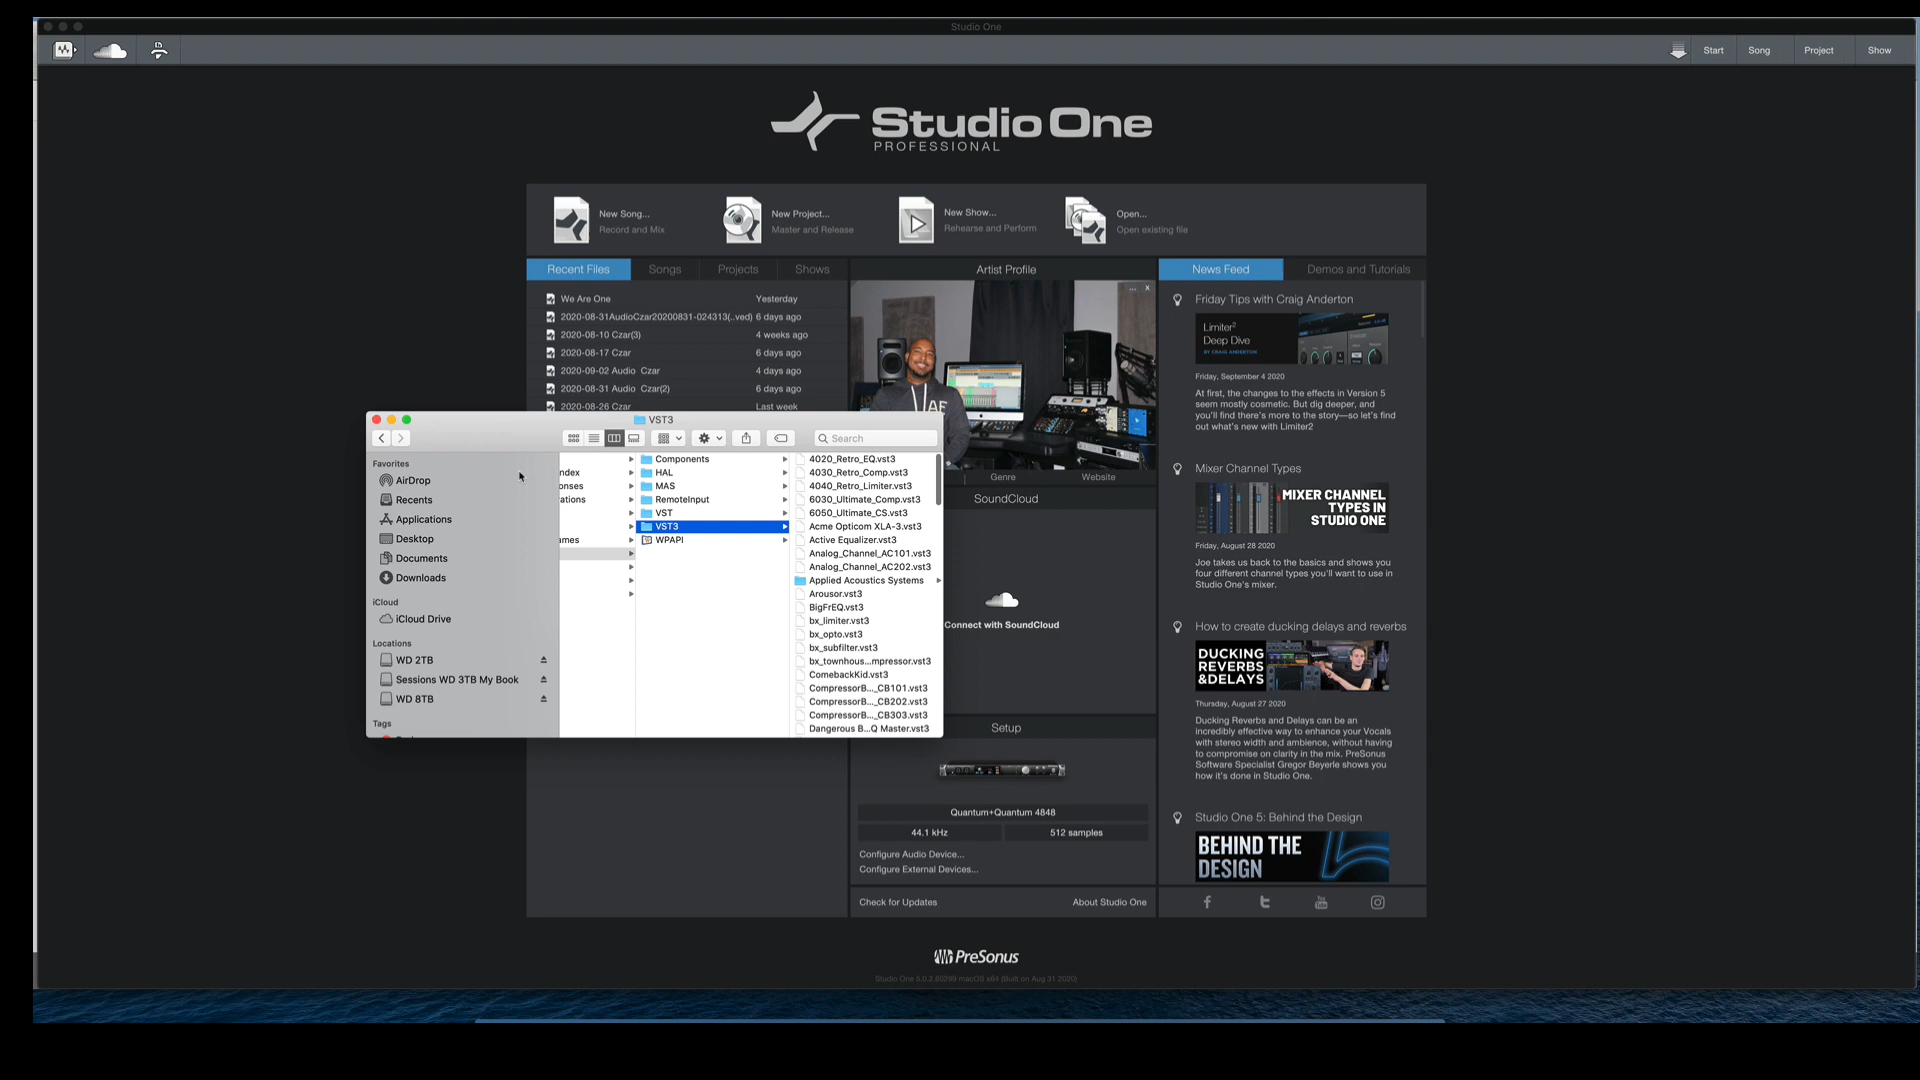 Studio One
Start
Song
Project
Show
Studio One
PROFESSIONAL
New Song...
Record and Mix
New Project...
Master and Release
New Show...
Rehearse and Perform
Open...
Open existing file
Recent Files
Songs
Projects
Shows
We Are One Yesterday
2020-08-31AudioCzar20200831-024313(..ved) 6 days ago
2020-08-10 Czar(3) 4 weeks ago
2020-08-17 Czar 6 days ago
2020-09-02 Audio Czar 4 days ago
2020-08-31 Audio Czar(2) 6 days ago
2020-08-26 Czar Last week
Artist Profile
Genre
Website
SoundCloud
Connect with SoundCloud
Setup
Quantum+Quantum 4848
44.1 kHz
512 samples
Configure Audio Device...
Configure External Devices...
Check for Updates
About Studio One
News Feed
Demos and Tutorials
Friday Tips with Craig Anderton
Limiter²
Deep Dive
BY CRAIG ANDERTON
Friday, September 4 2020
At first, the changes to the effects in Version 5
seem mostly cosmetic. But dig deeper, and
you'll find there's more to the story—so let's find
out what's new with Limiter2
Mixer Channel Types
MIXER CHANNEL
TYPES IN
STUDIO ONE
Friday, August 28 2020
Joe takes us back to the basics and shows you
four different channel types you'll want to use in
Studio One's mixer.
How to create ducking delays and reverbs
DUCKING
REVERBS
&DELAYS
Thursday, August 27 2020
Ducking Reverbs and Delays can be an
incredibly effective way to enhance your Vocals
with stereo width and ambience, without having
to compromise on clarity in the mix. PreSonus
Software Specialist Gregor Beyerle shows you
how it's done in Studio One.
Studio One 5: Behind the Design
BEHIND THE
DESIGN
VST3
Search
Favorites
AirDrop
Recents
Applications
Desktop
Documents
Downloads
iCloud
iCloud Drive
Locations
WD 2TB
Sessions WD 3TB My Book
WD 8TB
Tags
ndex
onses
ations
ames
Components
HAL
MAS
RemoteInput
VST
VST3
WPAPI
4020_Retro_EQ.vst3
4030_Retro_Comp.vst3
4040_Retro_Limiter.vst3
6030_Ultimate_Comp.vst3
6050_Ultimate_CS.vst3
Acme Opticom XLA-3.vst3
Active Equalizer.vst3
Analog_Channel_AC101.vst3
Analog_Channel_AC202.vst3
Applied Acoustics Systems
Arousor.vst3
BigFrEQ.vst3
bx_limiter.vst3
bx_opto.vst3
bx_subfilter.vst3
bx_townhous...mpressor.vst3
ComebackKid.vst3
CompressorB..._CB101.vst3
CompressorB..._CB202.vst3
CompressorB..._CB303.vst3
Dangerous B...Q Master.vst3
PreSonus
Studio One 5.0.2.60299 macOS x64 (Built on Aug 31 2020)